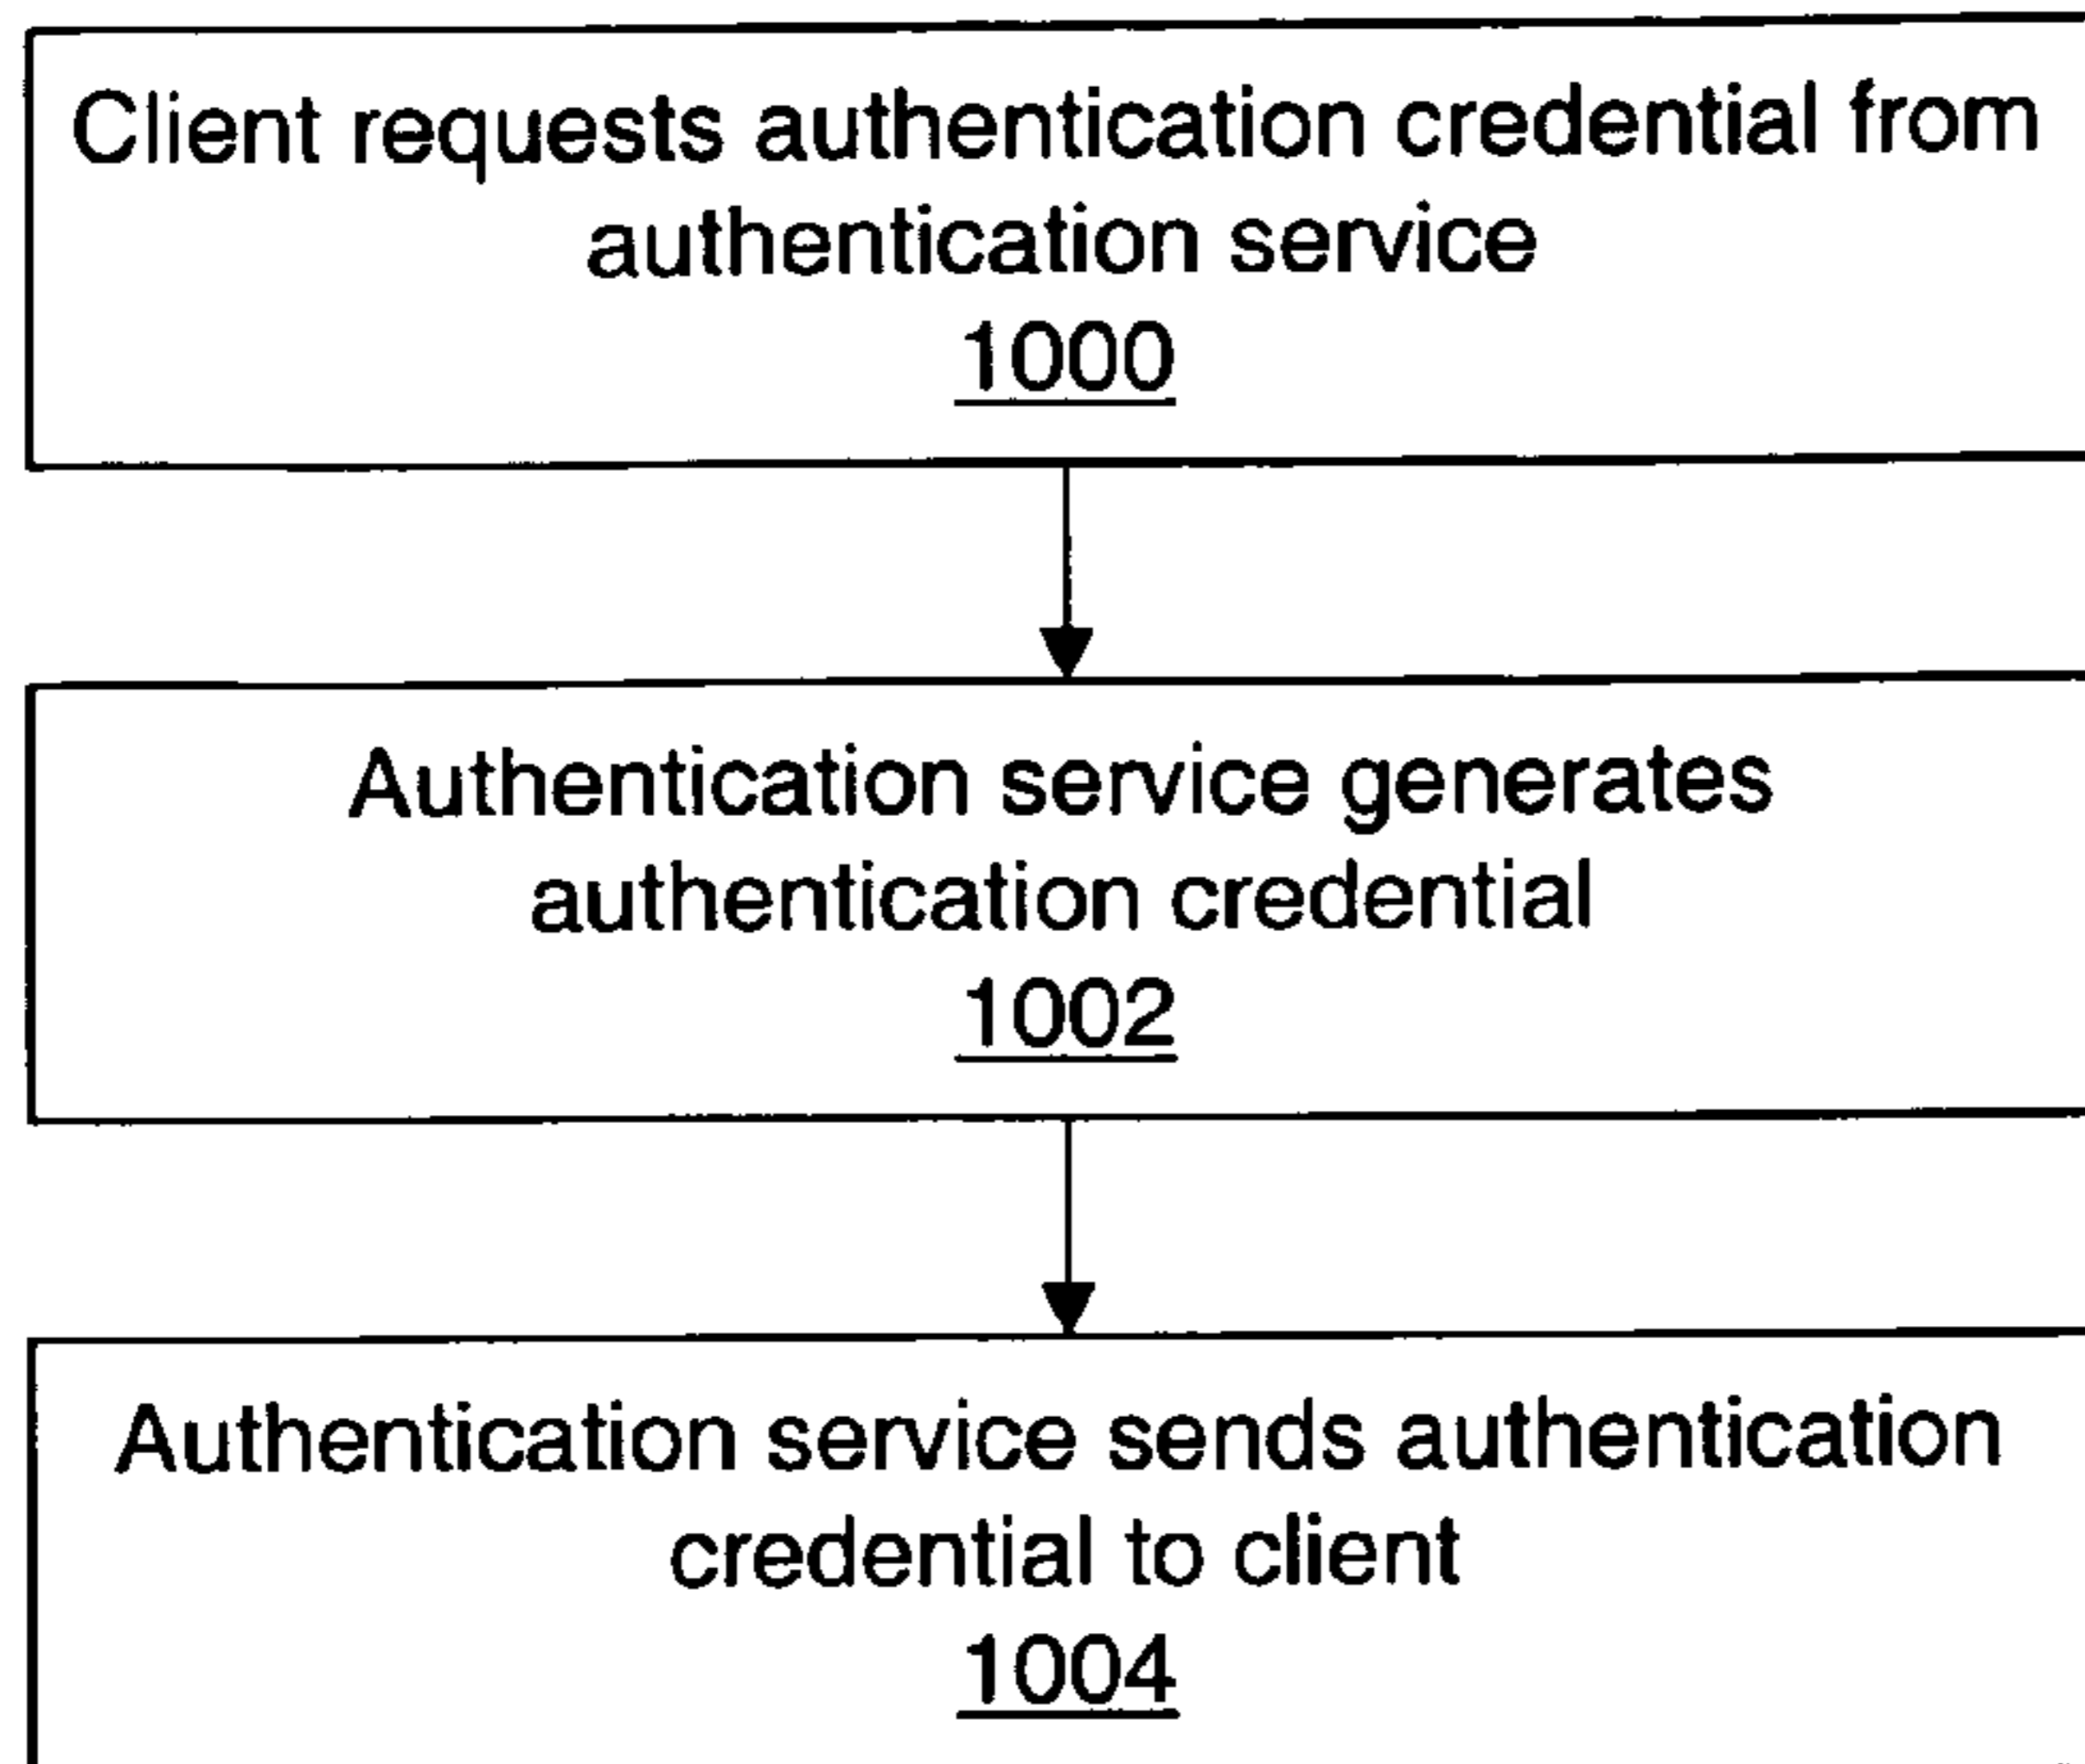 Client requests authentication credential from
authentication service
1000
Authentication service generates
authentication credential
1002
Authentication service sends authentication
credential to client
1004